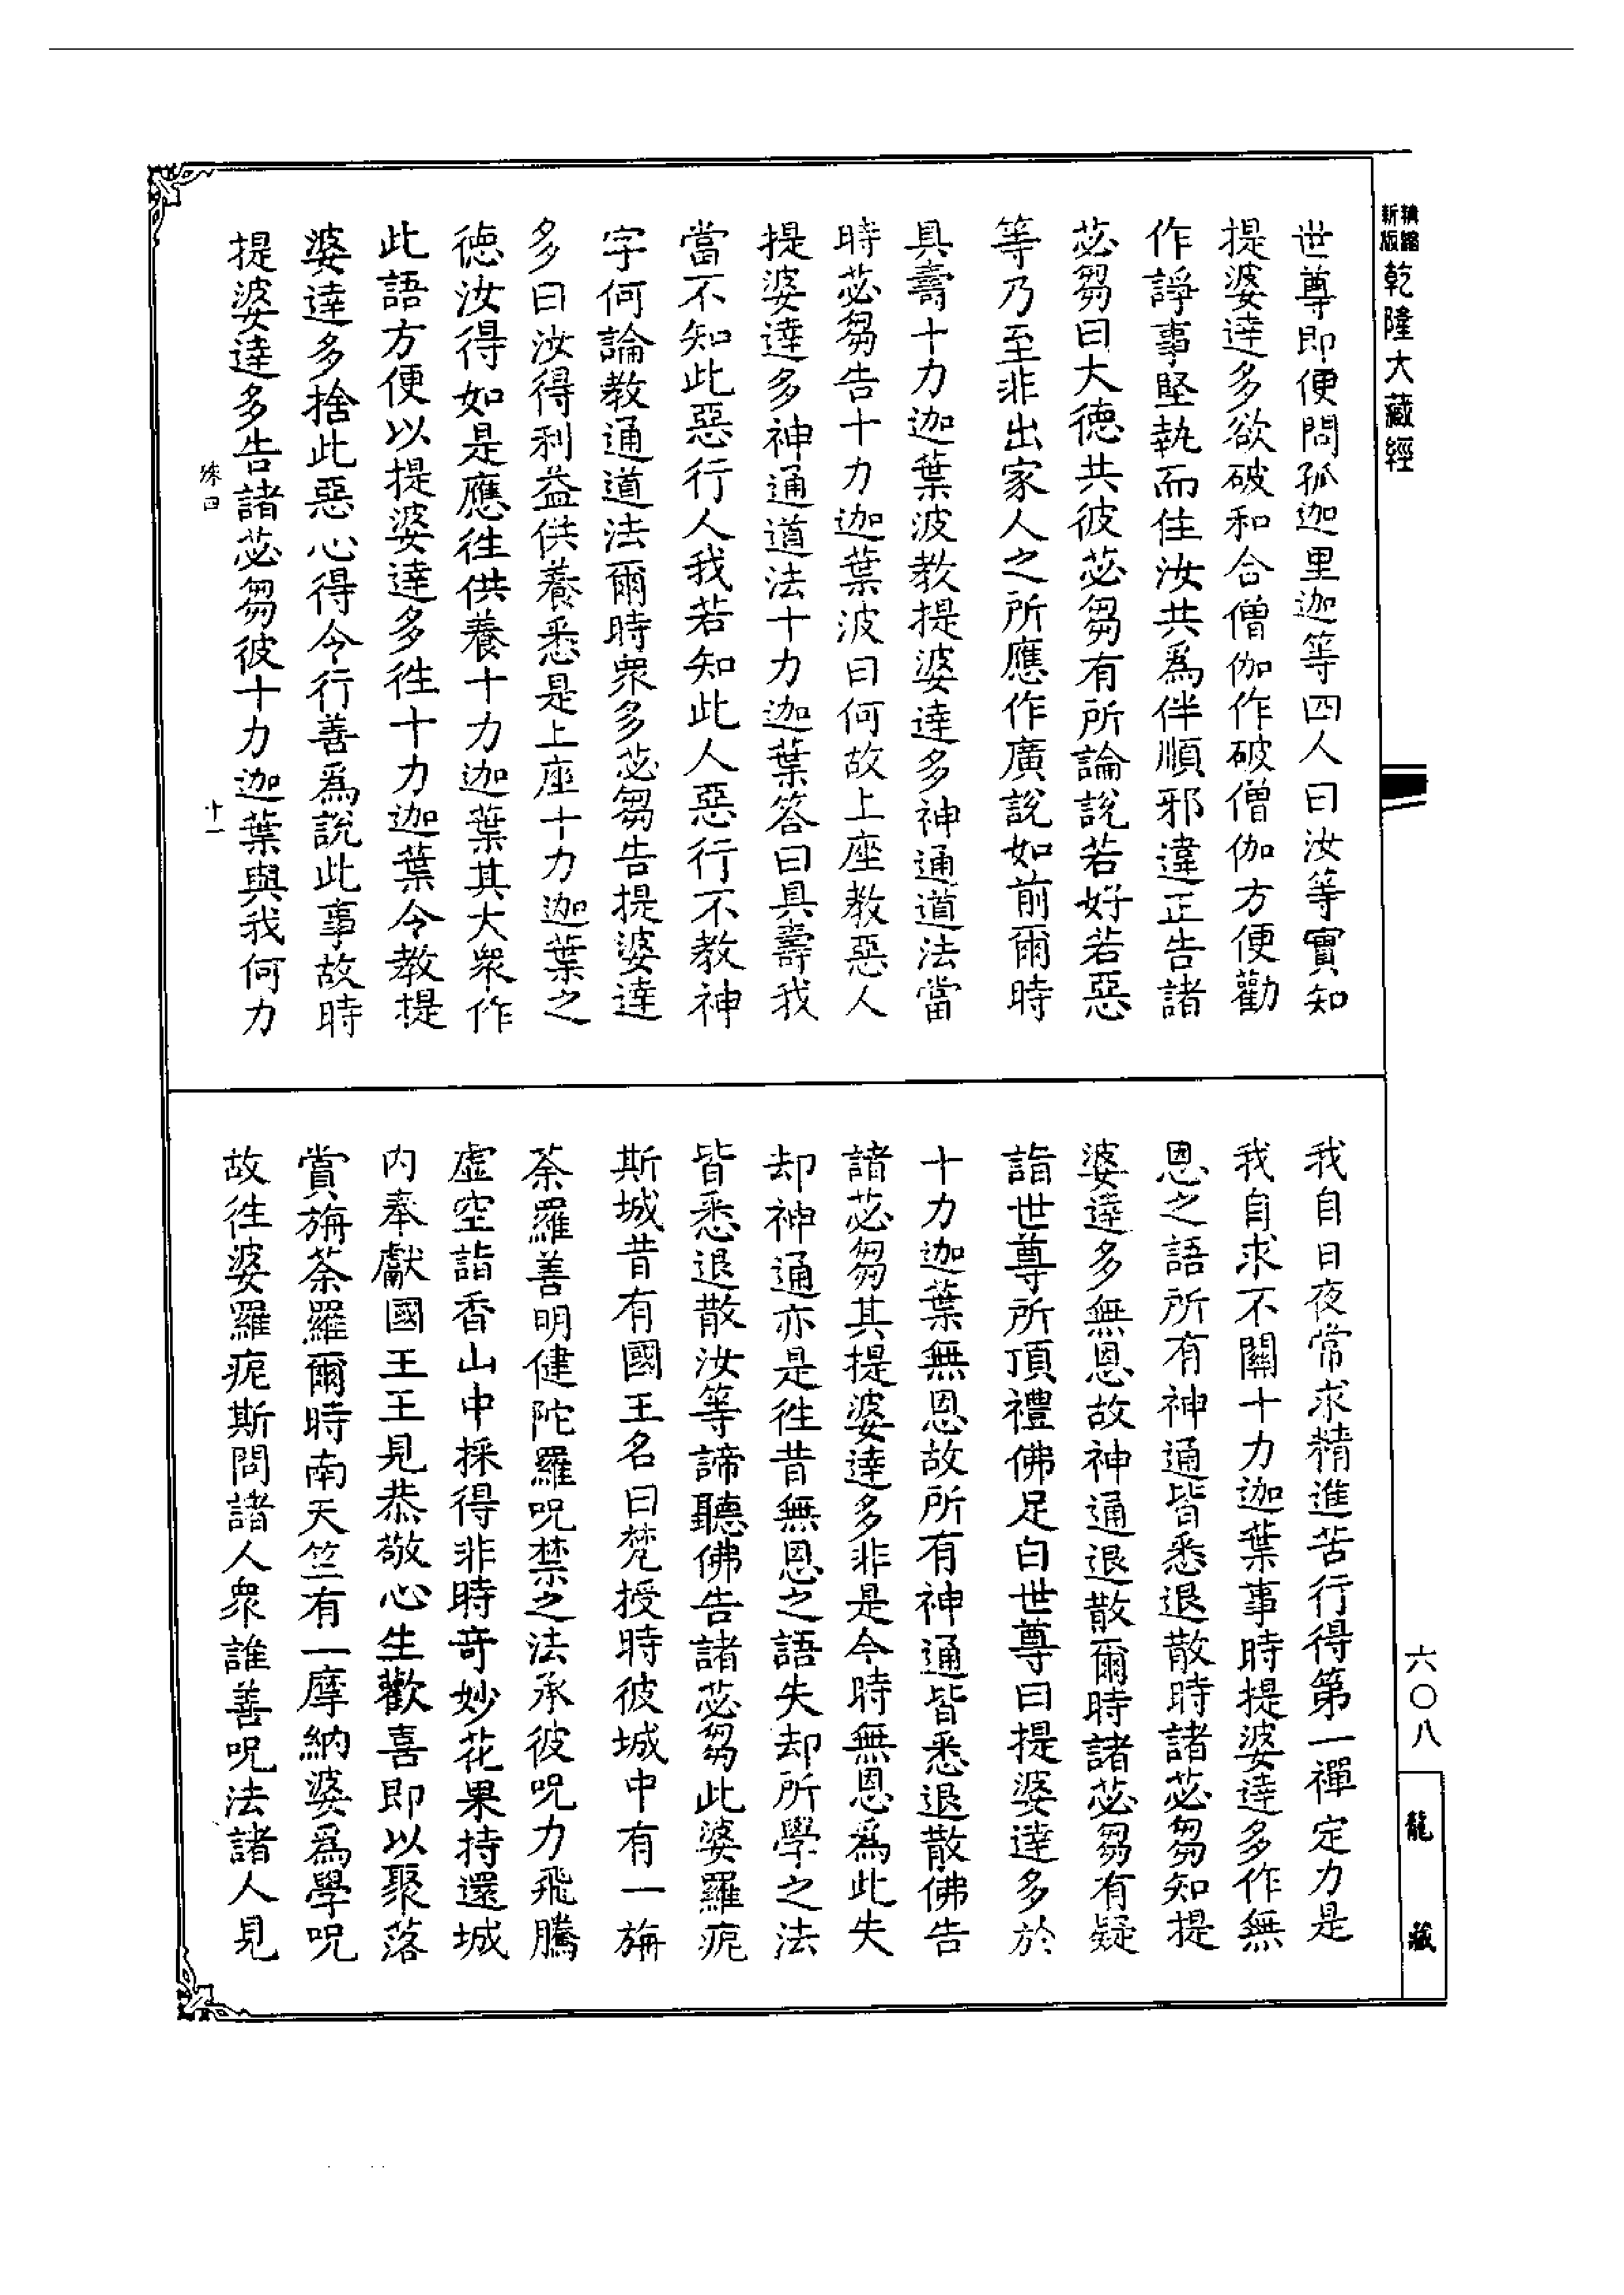 新版
乾隆大藏經
世尊即便問孤迦里迦等四人曰汝等實知
提婆達多欲破和合僧伽作破僧伽方便勸
作諍事堅執而住汝共爲伴順邪違正告諸
苾芻曰大德共彼苾芻有所論說若好若惡
等乃至非出家人之所應作廣說如前爾時
具壽十力迦葉波教提婆達多神通道法當
時苾芻告十力迦葉波曰何故上座教惡人
提婆達多神通道法十力迦葉答曰具壽我
當不知此惡行人我若知此人惡行不教神
字何論教通道法爾時衆多苾芻告提婆達
多曰汝得利益供養悉是上座十力迦葉之
德汝得如是應徃供養十力迦葉其大衆作
此語方便以提婆達多徃十力迦葉令教提
婆達多捨此惡心得令行善爲說此事故時
提婆達多告諸苾芻彼十力迦葉與我何力
十一
我自日夜常求精進苦行得第一禪定力是
我自求不關十力迦葉事時提婆達多作無
恩之語所有神通皆悉退散時諸苾芻知提
婆達多無恩故神通退散爾時諸苾芻有疑
詣世尊所頂禮佛足白世尊曰提婆達多於
十力迦葉無恩故所有神通皆悉退散佛告
諸苾芻其提婆達多非是今時無恩爲此失
却神通亦是徃昔無恩之語失却所學之法
皆悉退散汝等諦聽佛告諸苾芻此婆羅痆
斯城昔有國王名曰梵授時彼城中有一旃
荼羅善明健陀羅呪禁之法承彼呪力飛騰
虛空詣香山中採得非時奇妙花果持還城
內奉獻國王王見恭敬心生歡喜即以聚落
賞旃荼羅爾時南天竺有一摩納婆爲學呪
故徃婆羅痆斯問諸人衆誰善呪法諸人見
六〇八
龍藏